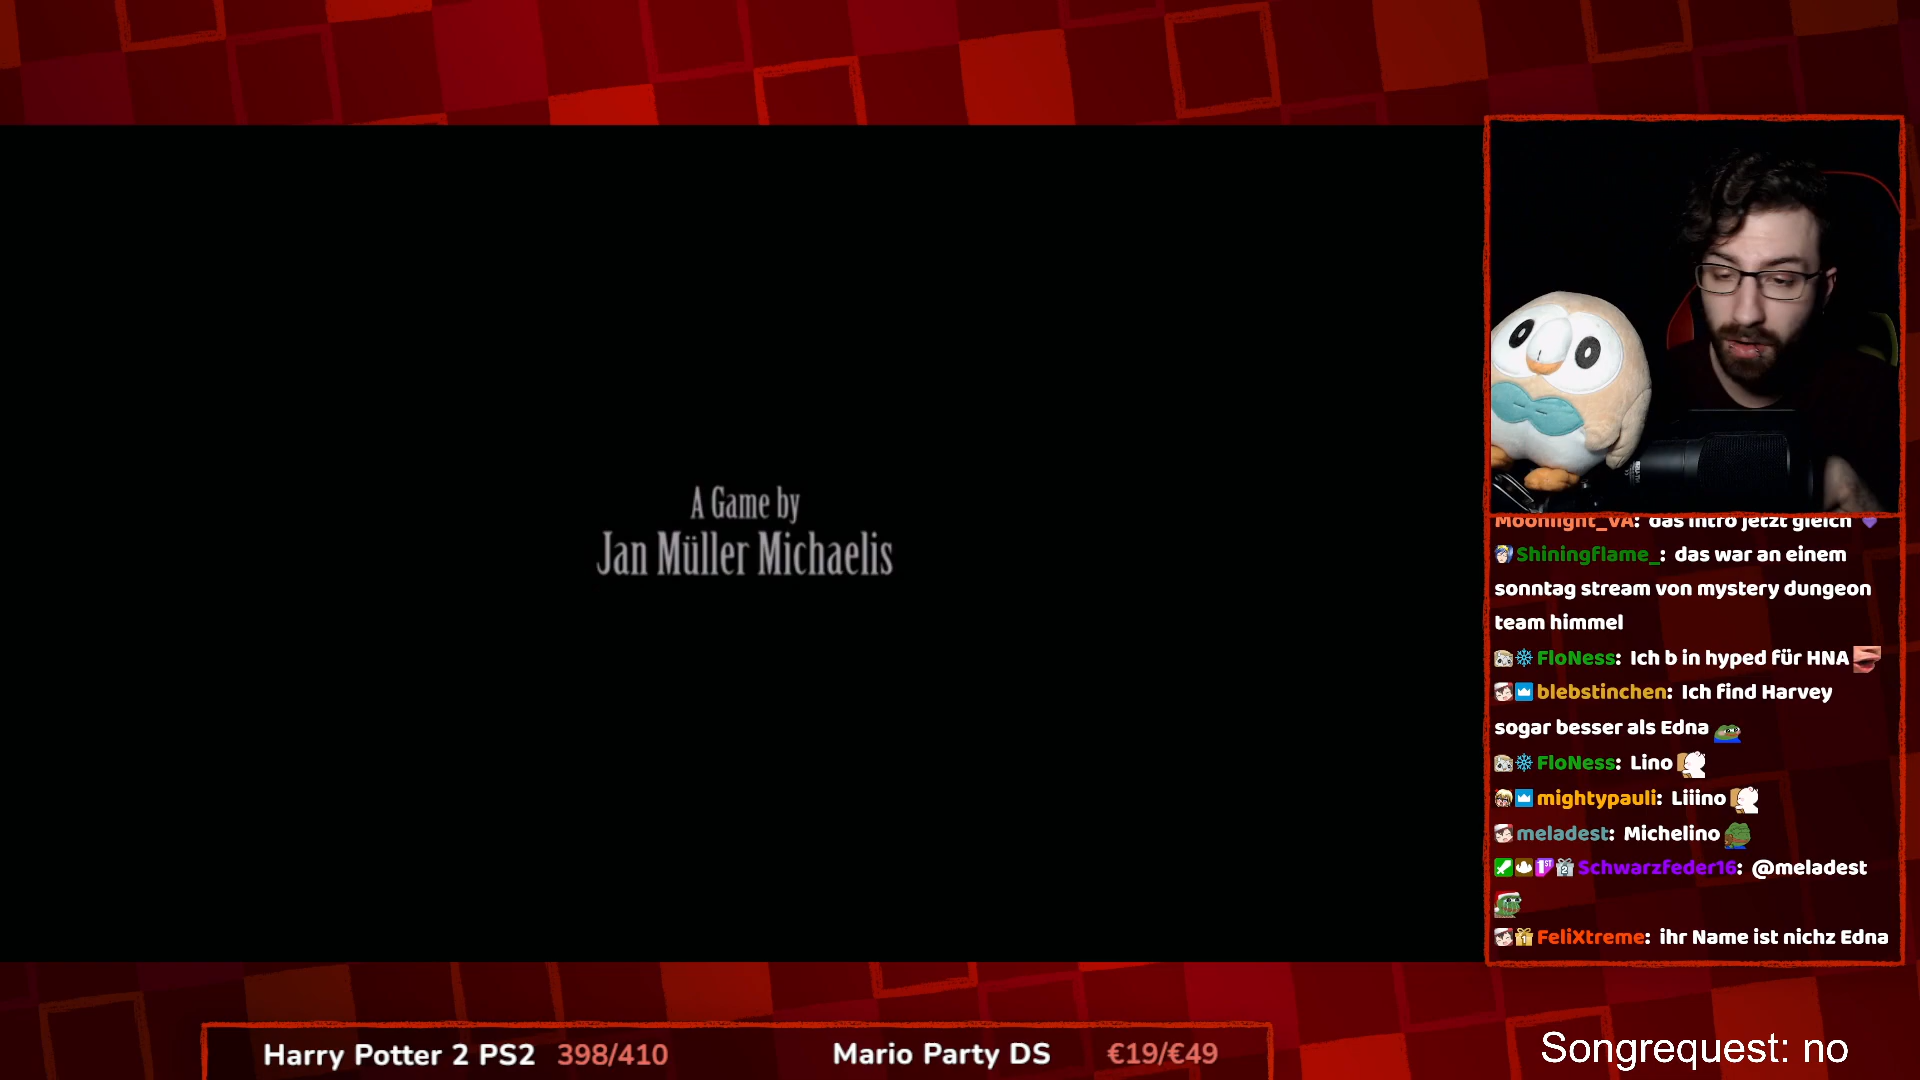 A Game by
Jan Müller Michaelis
Moonlight_VA: das intro jetzt gleich
Shiningflame_: das war an einem
sonntag stream von mystery dungeon
team himmel
FloNess: Ich b in hyped für HNA
blebstinchen: Ich find Harvey
sogar besser als Edna
FloNess: Lino
mightypauli: Liiino
meladest: Michelino
Schwarzfeder16: @meladest
FeliXtreme: ihr Name ist nichz Edna
Harry Potter 2 PS2 398/410
Mario Party DS €19/€49
Songrequest: no